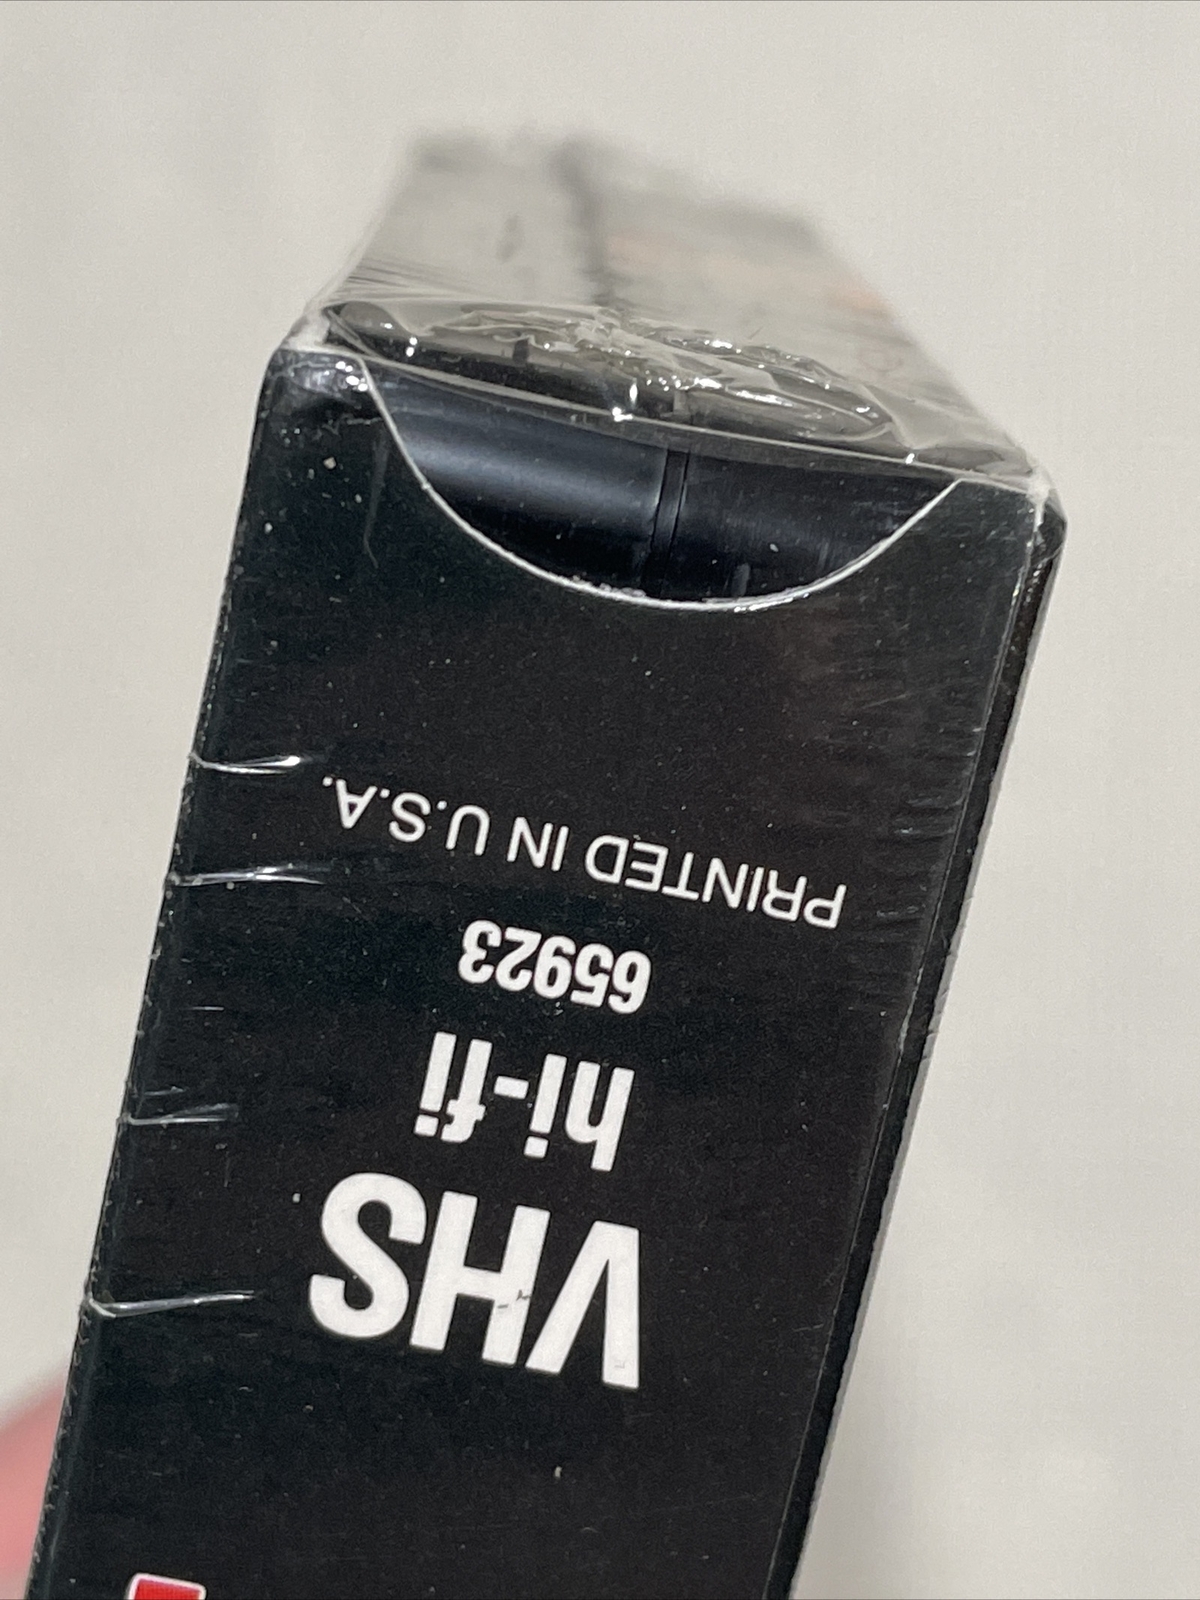 VHS
hi-fi
65923
PRINTED IN U.S.A.